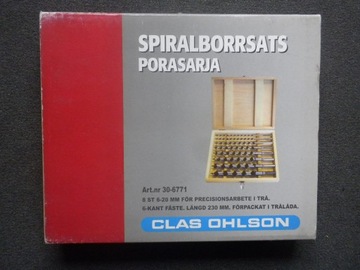 SPIRALBORRSATS
PORASARJA
Art.nr 30-6771
8 ST 6-20 MM FÖR PRECISIONSARBETE I TRÄ.
6-KANT FÄSTE. LÄNGD 230 MM. FÖRPACKAT I TRÄLÅDA.
CLAS OHLSON